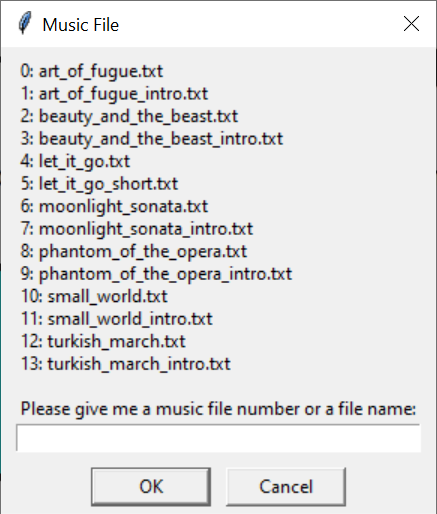 Music File
0: art_of_fugue.txt
1: art_of_fugue_intro.txt
2: beauty_and_the_beast.txt
3: beauty_and_the_beast_intro.txt
4: let_it_go.txt
5: let_it_go_short.txt
6: moonlight_sonata.txt
7: moonlight_sonata_intro.txt
8: phantom_of_the_opera.txt
9: phantom_of_the_opera_intro.txt
10: small_world.txt
11: small_world_intro.txt
12: turkish_march.txt
13: turkish_march_intro.txt
Please give me a music file number or a file name:
OK Cancel